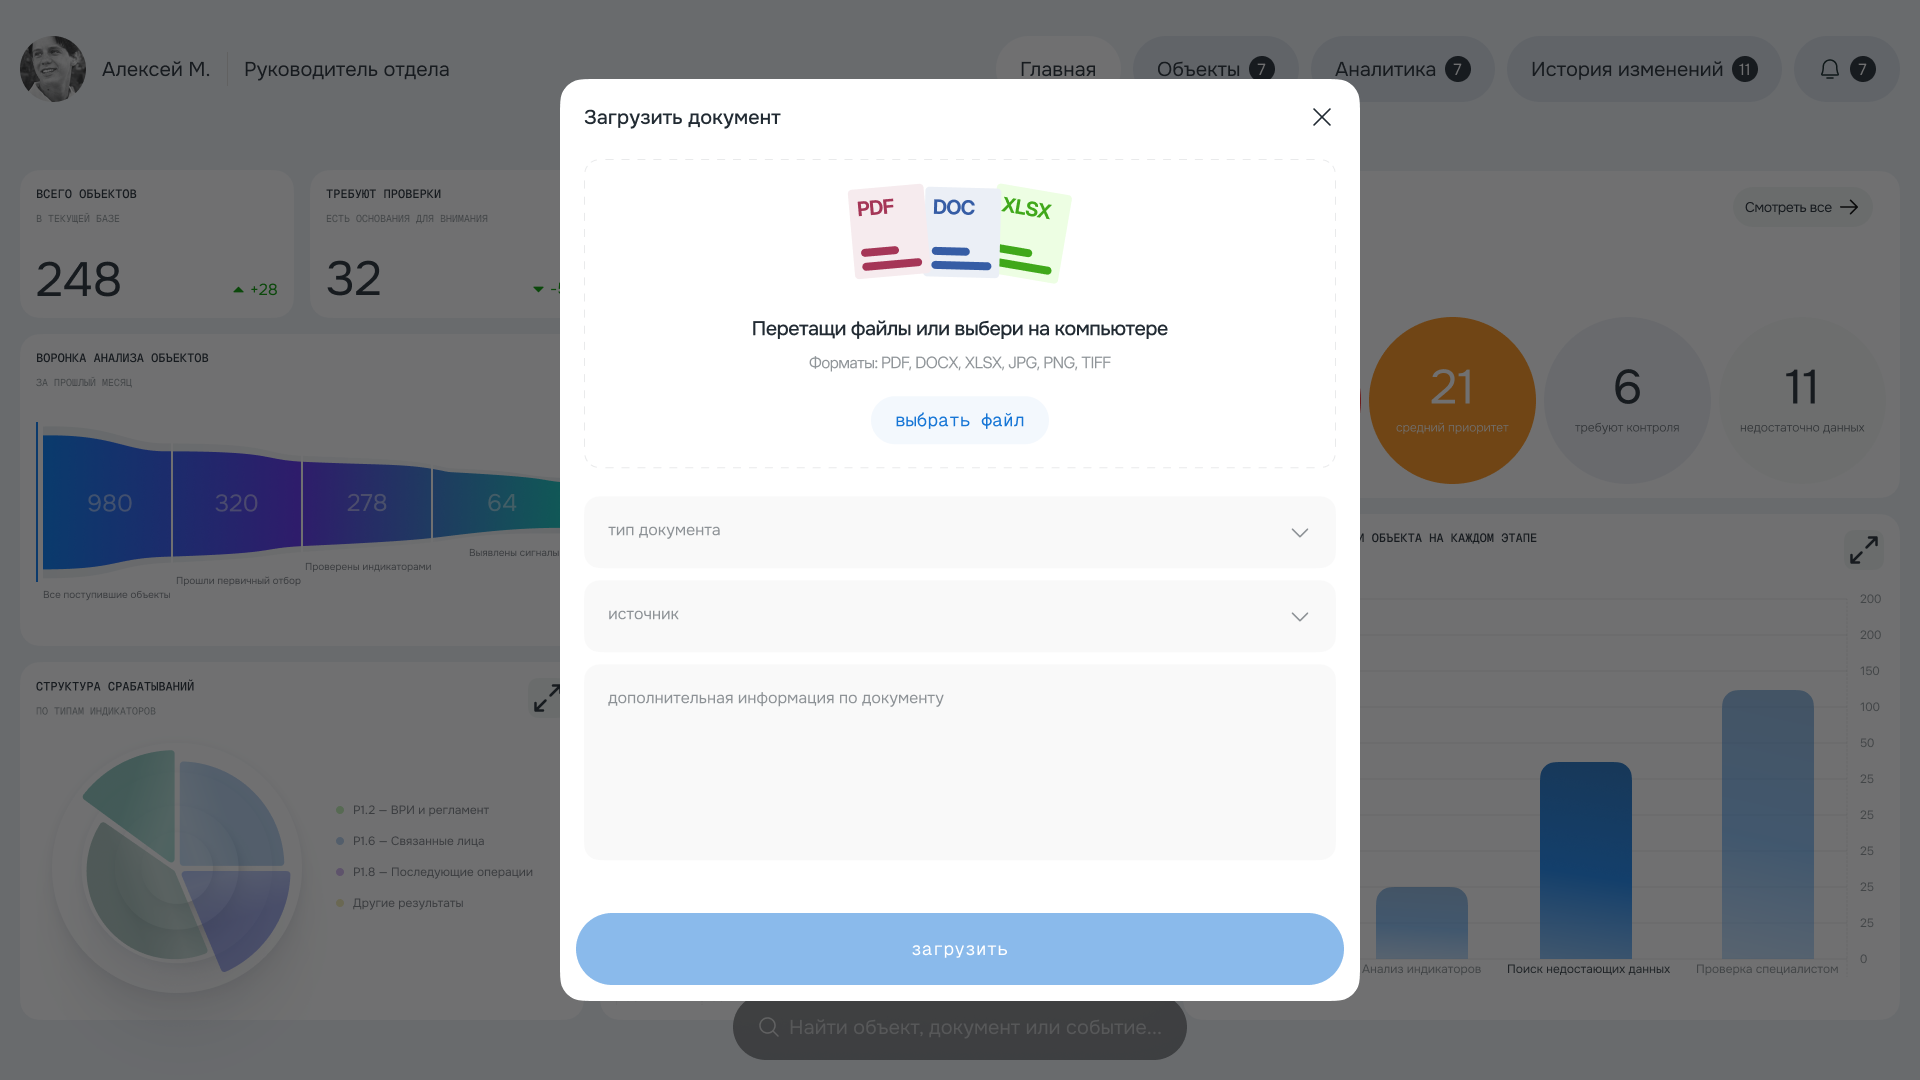 Алексей М.
Руководитель отдела
Главная
Объекты 7
Аналитика 7
История изменений 11
7
Загрузить документ
PDF
DOC
XLSX
Перетащи файлы или выбери на компьютере
Форматы: PDF, DOCX, XLSX, JPG, PNG, TIFF
выбрать файл
тип документа
источник
дополнительная информация по документу
загрузить
ВСЕГО ОБЪЕКТОВ
В ТЕКУЩЕЙ БАЗЕ
248
+28
ТРЕБУЮТ ПРОВЕРКИ
ЕСТЬ ОСНОВАНИЯ ДЛЯ ВНИМАНИЯ
32
ВОРОНКА АНАЛИЗА ОБЪЕКТОВ
ЗА ПРОШЛЫЙ МЕСЯЦ
980
320
278
64
Выявлены сигналы
Проверены индикаторами
Прошли первичный отбор
Все поступившие объекты
СТРУКТУРА СРАБАТЫВАНИЙ
ПО ТИПАМ ИНДИКАТОРОВ
Р1.2 — ВРИ и регламент
Р1.6 — Связанные лица
Р1.8 — Последующие операции
Другие результаты
Смотреть все
21
средний приоритет
6
требуют контроля
11
недостаточно данных
ОБЪЕКТА НА КАЖДОМ ЭТАПЕ
200
200
150
100
50
25
25
25
25
25
0
Анализ индикаторов
Поиск недостающих данных
Проверка специалистом
Найти объект, документ или событие...